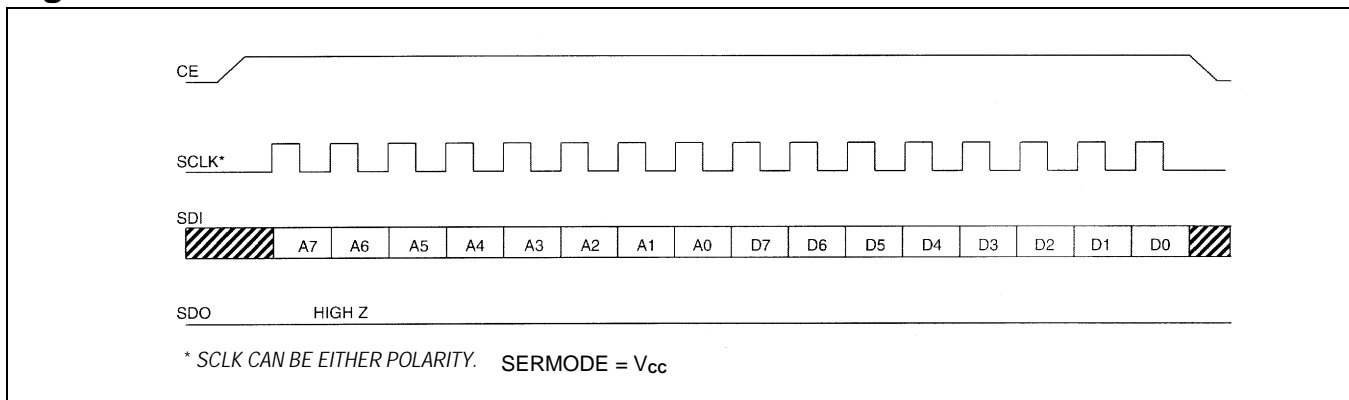 CE
SCLK*
SDI
A7 A6 A5 A4 A3 A2 A1 A0 D7 D6 D5 D4 D3 D2 D1 D0
SDO HIGH Z
* SCLK CAN BE EITHER POLARITY. SERMODE = Vcc